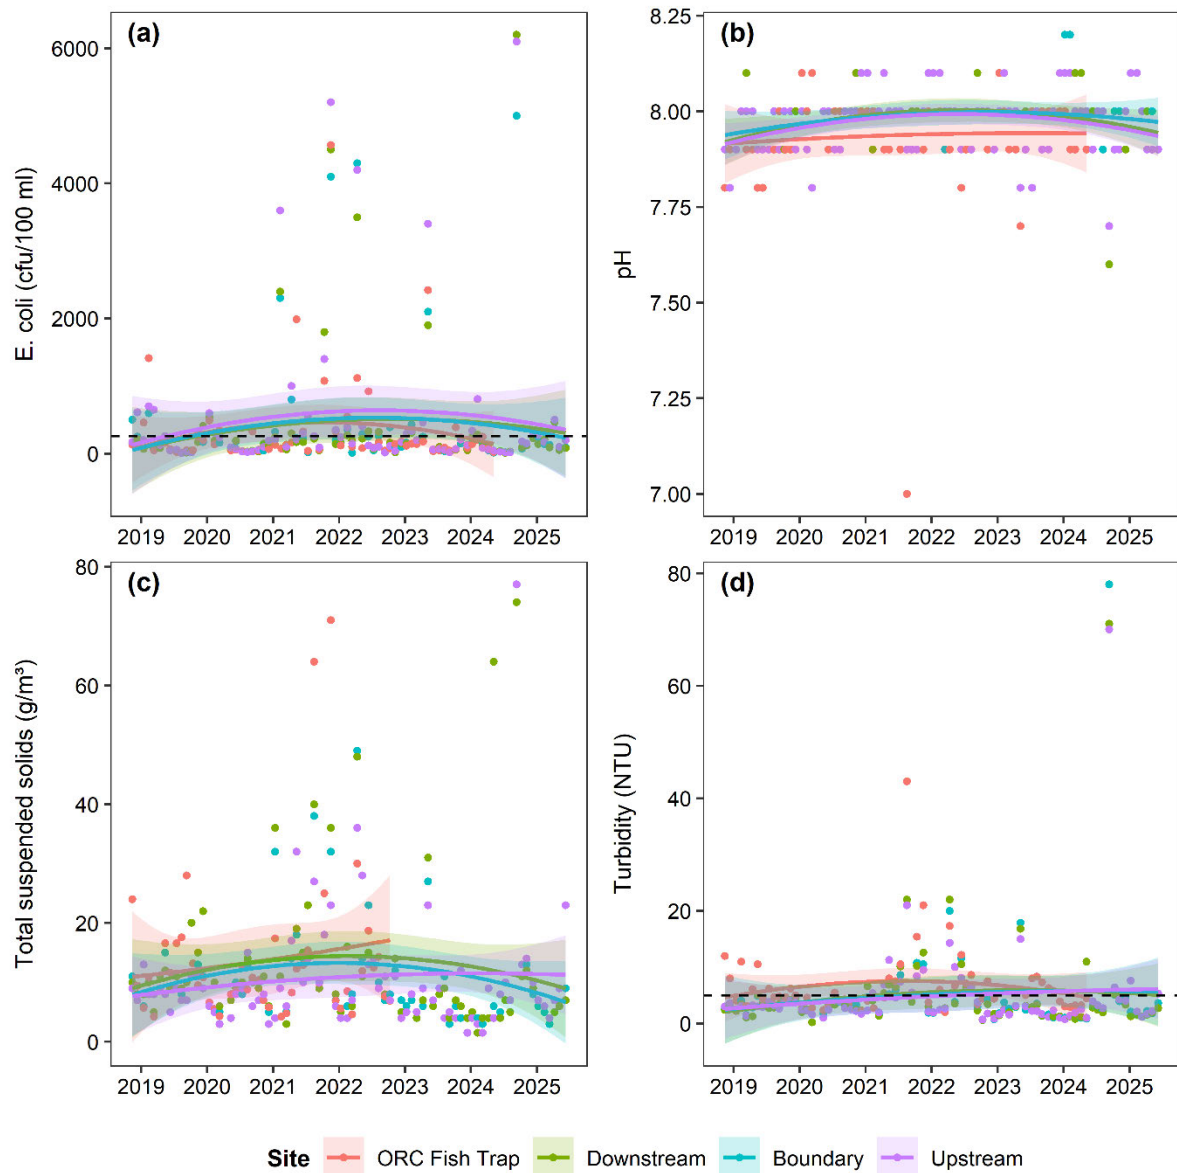 (a)
E. coli (cfu/100 ml)
6000
4000
2000
0
2019 2020 2021 2022 2023 2024 2025
(b)
pH
8.25
8.00
7.75
7.50
7.25
7.00
2019 2020 2021 2022 2023 2024 2025
(c)
Total suspended solids (g/m³)
80
60
40
20
0
2019 2020 2021 2022 2023 2024 2025
(d)
Turbidity (NTU)
80
60
40
20
0
2019 2020 2021 2022 2023 2024 2025
Site ORC Fish Trap Downstream Boundary Upstream